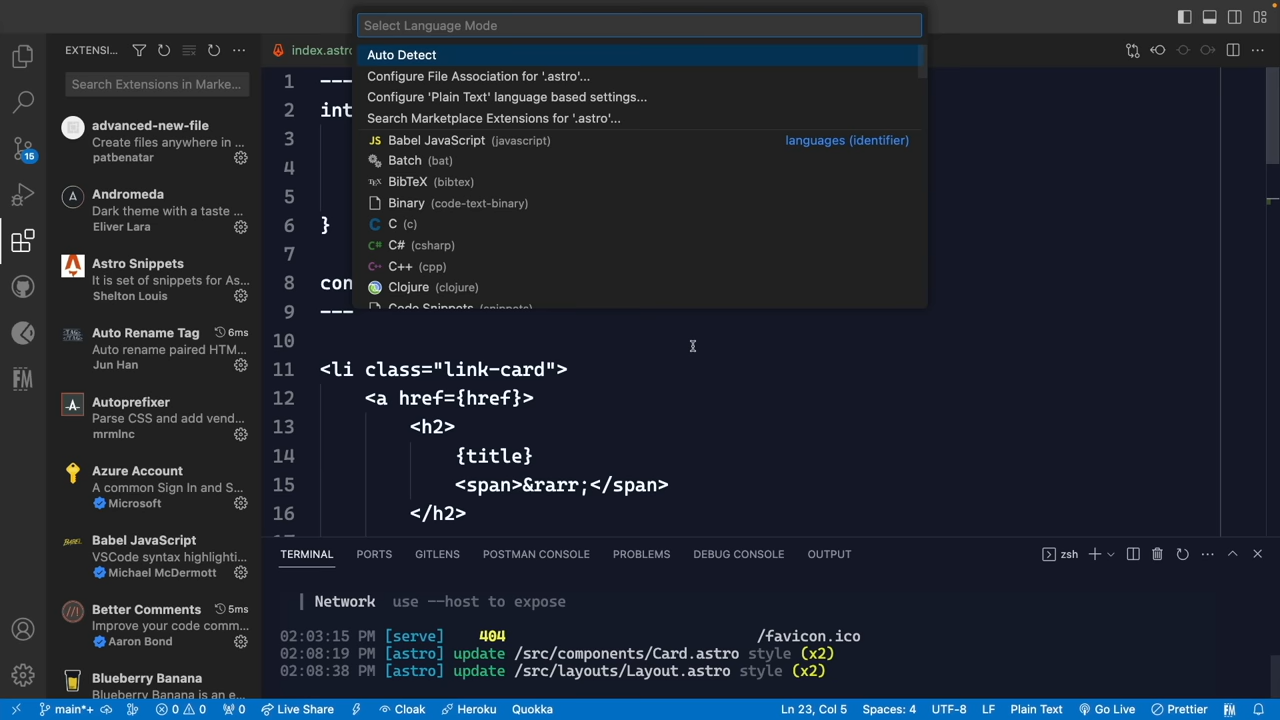 Select Language Mode
Auto Detect
Configure File Association for '.astro'...
Configure 'Plain Text' language based settings...
Search Marketplace Extensions for '.astro'...
JS Babel JavaScript (javascript) languages (identifier)
Batch (bat)
TEX BibTeX (bibtex)
Binary (code-text-binary)
C (c)
C# (csharp)
C++ (cpp)
Clojure (clojure)
Code Snippets (snippets)
EXTENSI...
Search Extensions in Marke...
15
advanced-new-file
Create files anywhere in ...
patbenatar
Andromeda
Dark theme with a taste ...
Eliver Lara
Astro Snippets
It is set of snippets for As...
Shelton Louis
Auto Rename Tag 6ms
Auto rename paired HTM...
Jun Han
Autoprefixer
Parse CSS and add vend...
mrmlnc
Azure Account
A common Sign In and S...
Microsoft
Babel JavaScript
VSCode syntax highlighti...
Michael McDermott
Better Comments 5ms
Improve your code comm...
Aaron Bond
Blueberry Banana
Blueberry Banana is an e...
FM
index.astro
1 ---
2 int
3
4
5
6 }
7
8 con
9 ---
10
11 <li class="link-card">
12 <a href={href}>
13 <h2>
14 {title}
15 <span>&rarr;</span>
16 </h2>
TERMINAL PORTS GITLENS POSTMAN CONSOLE PROBLEMS DEBUG CONSOLE OUTPUT zsh
| Network use --host to expose
02:03:15 PM [serve] 404 /favicon.ico
02:08:19 PM [astro] update /src/components/Card.astro style (x2)
02:08:38 PM [astro] update /src/layouts/Layout.astro style (x2)
main*+ 0 0 0 Live Share Cloak Heroku Quokka Ln 23, Col 5 Spaces: 4 UTF-8 LF Plain Text Go Live Prettier FM